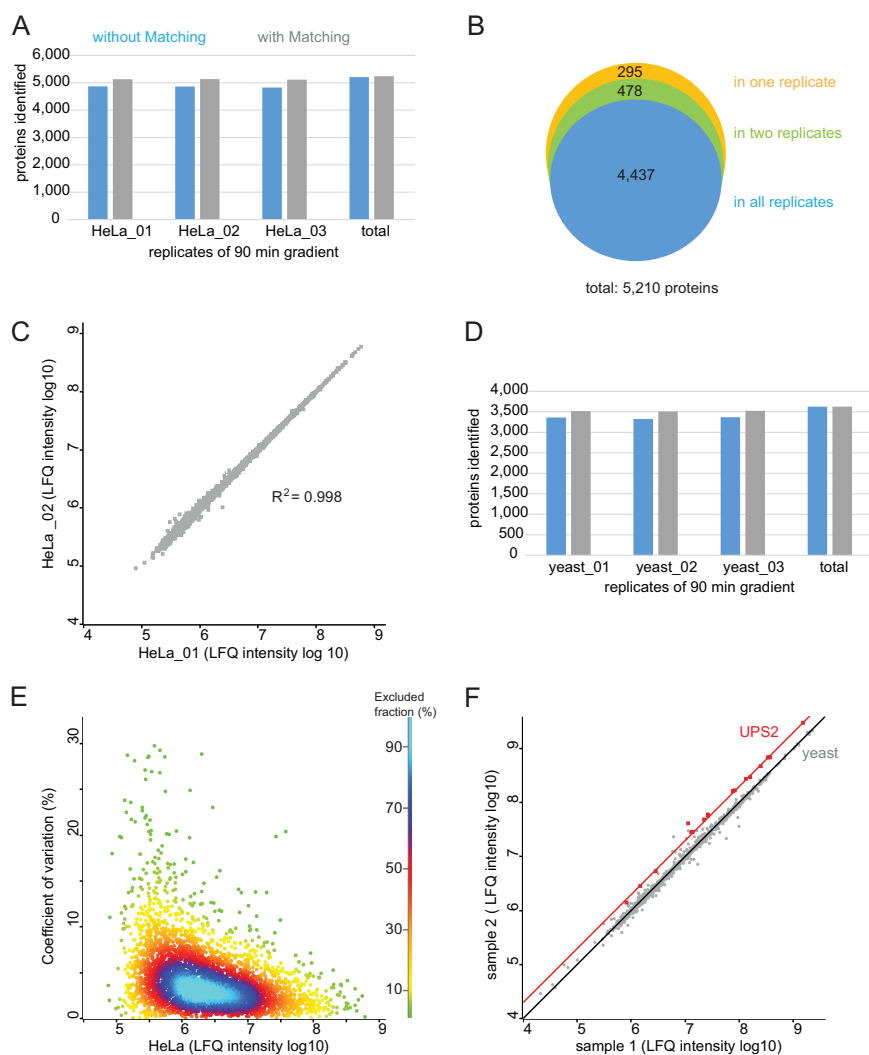 A
without Matching
with Matching
proteins identified
6,000
5,000
4,000
3,000
2,000
1,000
0
HeLa_01
HeLa_02
HeLa_03
total
replicates of 90 min gradient
B
295
478
4,437
in one replicate
in two replicates
in all replicates
total: 5,210 proteins
C
HeLa _02 (LFQ intensity log10)
9
8
7
6
5
4
R2 = 0.998
4
5
6
7
8
9
HeLa_01 (LFQ intensity log 10)
D
proteins identified
4,000
3,500
3,000
2,500
2,000
1,500
1,000
500
0
yeast_01
yeast_02
yeast_03
total
replicates of 90 min gradient
E
Coefficient of variation (%)
30
20
10
0
5
6
7
8
9
HeLa (LFQ intensity log10)
Excluded
fraction (%)
90
70
50
30
10
F
sample 2 ( LFQ intensity log10)
9
8
7
6
5
4
UPS2
yeast
4
5
6
7
8
9
sample 1 (LFQ intensity log10)